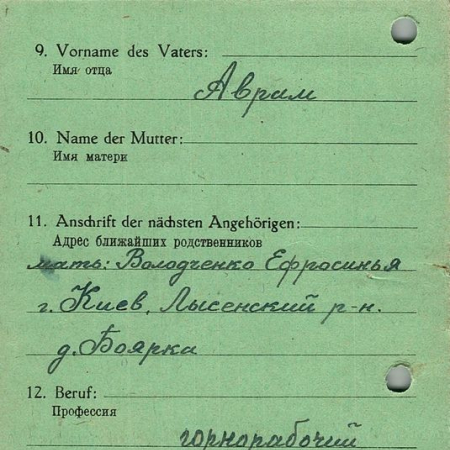 9. Vorname des Vaters:
Имя отца
Аврам
10. Name der Mutter:
Имя матери
11. Anschrift der nächsten Angehörigen:
Адрес ближайших родственников
мать: Володченко Ефросинья
г. Киев, Лысенский р-н.
д. Боярка
12. Beruf:
Профессия
горнорабочий